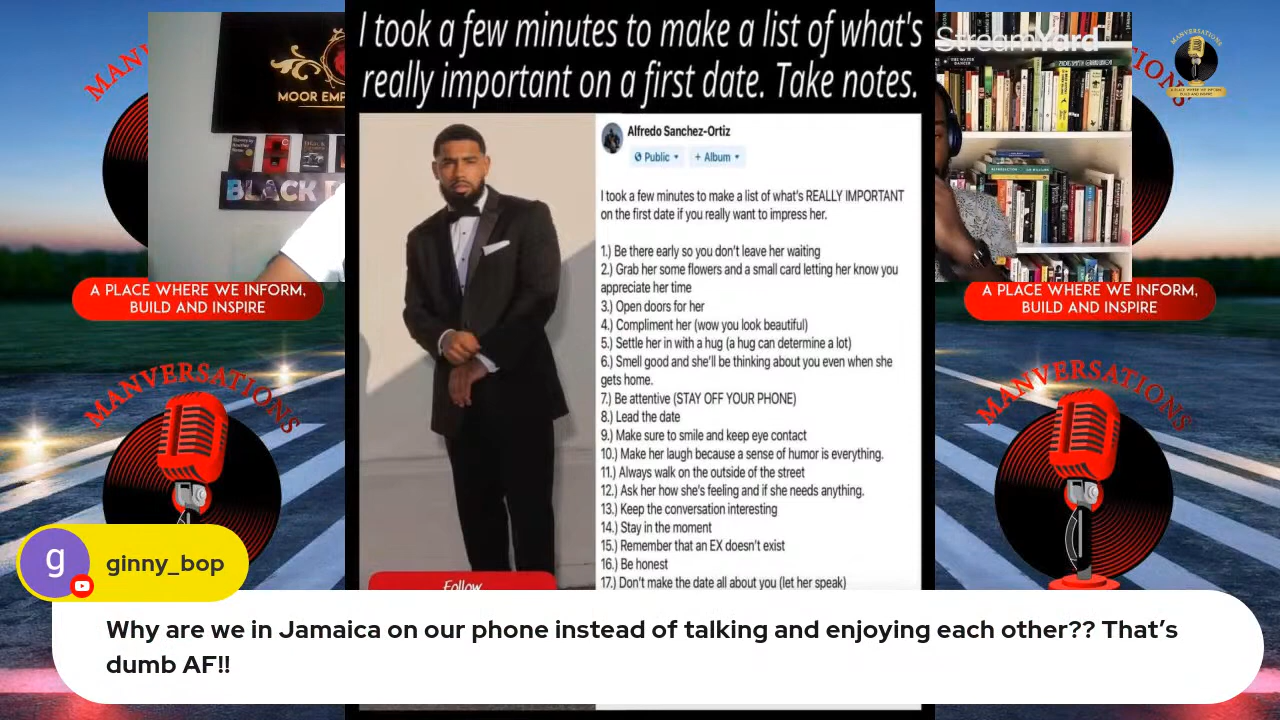 I took a few minutes to make a list of what's
really important on a first date. Take notes.
StreamYard
MANVERSATIONS
A PLACE WHERE WE INFORM,
BUILD AND INSPIRE
MOOR EMP
BLACK
Alfredo Sanchez-Ortiz
Public
+ Album
I took a few minutes to make a list of what's REALLY IMPORTANT
on the first date if you really want to impress her.
1.) Be there early so you don't leave her waiting
2.) Grab her some flowers and a small card letting her know you
appreciate her time
3.) Open doors for her
4.) Compliment her (wow you look beautiful)
5.) Settle her in with a hug (a hug can determine a lot)
6.) Smell good and she'll be thinking about you even when she
gets home.
7.) Be attentive (STAY OFF YOUR PHONE)
8.) Lead the date
9.) Make sure to smile and keep eye contact
10.) Make her laugh because a sense of humor is everything.
11.) Always walk on the outside of the street
12.) Ask her how she's feeling and if she needs anything.
13.) Keep the conversation interesting
14.) Stay in the moment
15.) Remember that an EX doesn't exist
16.) Be honest
17.) Don't make the date all about you (let her speak)
Follow
A PLACE WHERE WE INFORM,
BUILD AND INSPIRE
A PLACE WHERE WE INFORM,
BUILD AND INSPIRE
MANVERSATIONS
MANVERSATIONS
g
ginny_bop
Why are we in Jamaica on our phone instead of talking and enjoying each other?? That's
dumb AF!!